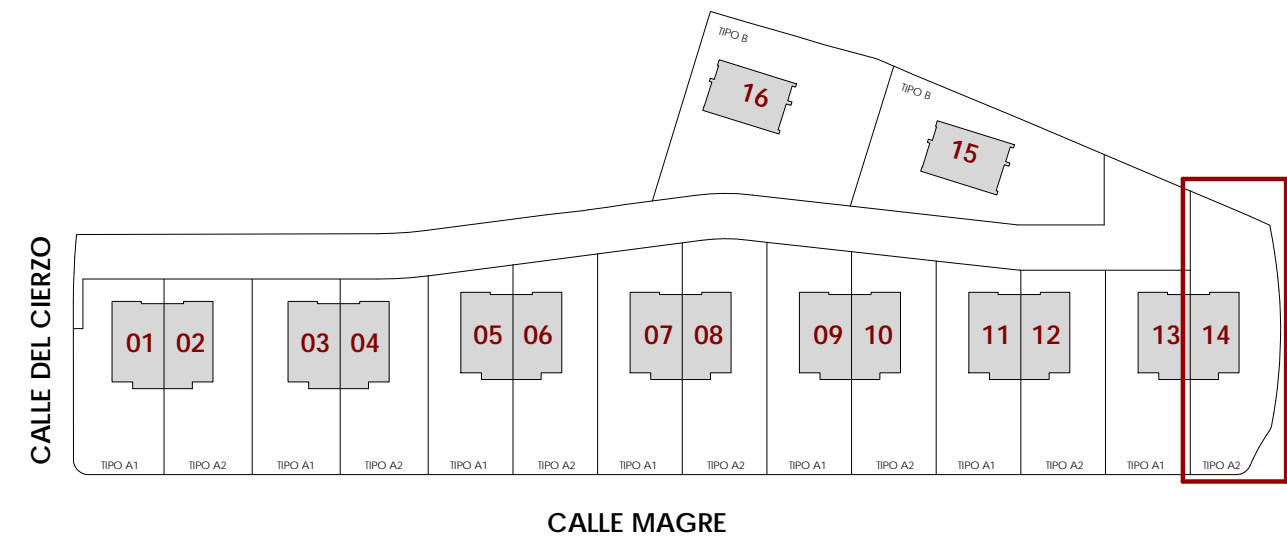 TIPO B
16
TIPO B
15
CALLE DEL CIERZO
01 02 03 04 05 06 07 08 09 10 11 12 13 14
TIPO A1 TIPO A2 TIPO A1 TIPO A2 TIPO A1 TIPO A2 TIPO A1 TIPO A2 TIPO A1 TIPO A2 TIPO A1 TIPO A2 TIPO A1 TIPO A2
CALLE MAGRE